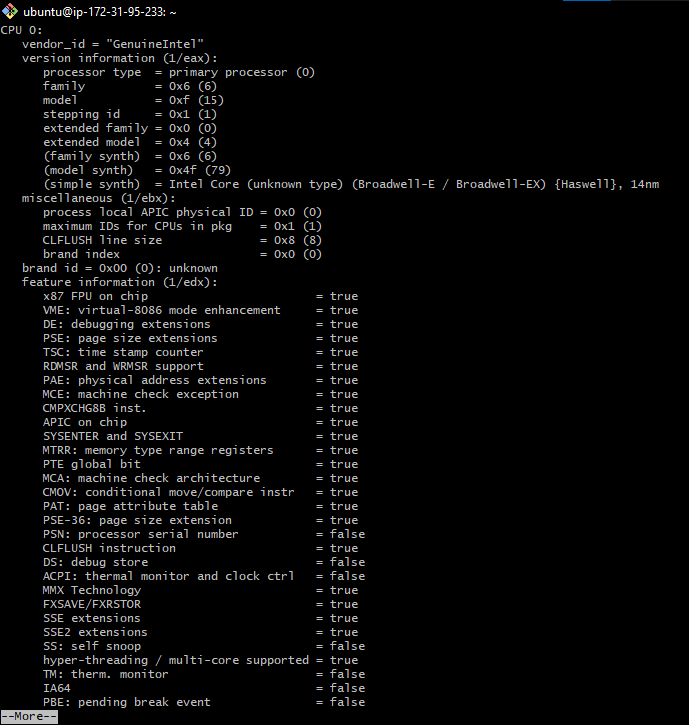 ubuntu@ip-172-31-95-233: ~
CPU 0:
   vendor_id = "GenuineIntel"
   version information (1/eax):
      processor type  = primary processor (0)
      family          = 0x6 (6)
      model           = 0xf (15)
      stepping id     = 0x1 (1)
      extended family = 0x0 (0)
      extended model  = 0x4 (4)
      (family synth)  = 0x6 (6)
      (model synth)   = 0x4f (79)
      (simple synth)  = Intel Core (unknown type) (Broadwell-E / Broadwell-EX) {Haswell}, 14nm
   miscellaneous (1/ebx):
      process local APIC physical ID = 0x0 (0)
      maximum IDs for CPUs in pkg    = 0x1 (1)
      CLFLUSH line size              = 0x8 (8)
      brand index                    = 0x0 (0)
   brand id = 0x00 (0): unknown
   feature information (1/edx):
      x87 FPU on chip                        = true
      VME: virtual-8086 mode enhancement     = true
      DE: debugging extensions               = true
      PSE: page size extensions              = true
      TSC: time stamp counter                = true
      RDMSR and WRMSR support                = true
      PAE: physical address extensions       = true
      MCE: machine check exception           = true
      CMPXCHG8B inst.                        = true
      APIC on chip                           = true
      SYSENTER and SYSEXIT                   = true
      MTRR: memory type range registers      = true
      PTE global bit                         = true
      MCA: machine check architecture        = true
      CMOV: conditional move/compare instr   = true
      PAT: page attribute table              = true
      PSE-36: page size extension            = true
      PSN: processor serial number           = false
      CLFLUSH instruction                    = true
      DS: debug store                        = false
      ACPI: thermal monitor and clock ctrl   = false
      MMX Technology                         = true
      FXSAVE/FXRSTOR                         = true
      SSE extensions                         = true
      SSE2 extensions                        = true
      SS: self snoop                         = false
      hyper-threading / multi-core supported = true
      TM: therm. monitor                     = false
      IA64                                   = false
      PBE: pending break event               = false
--More--